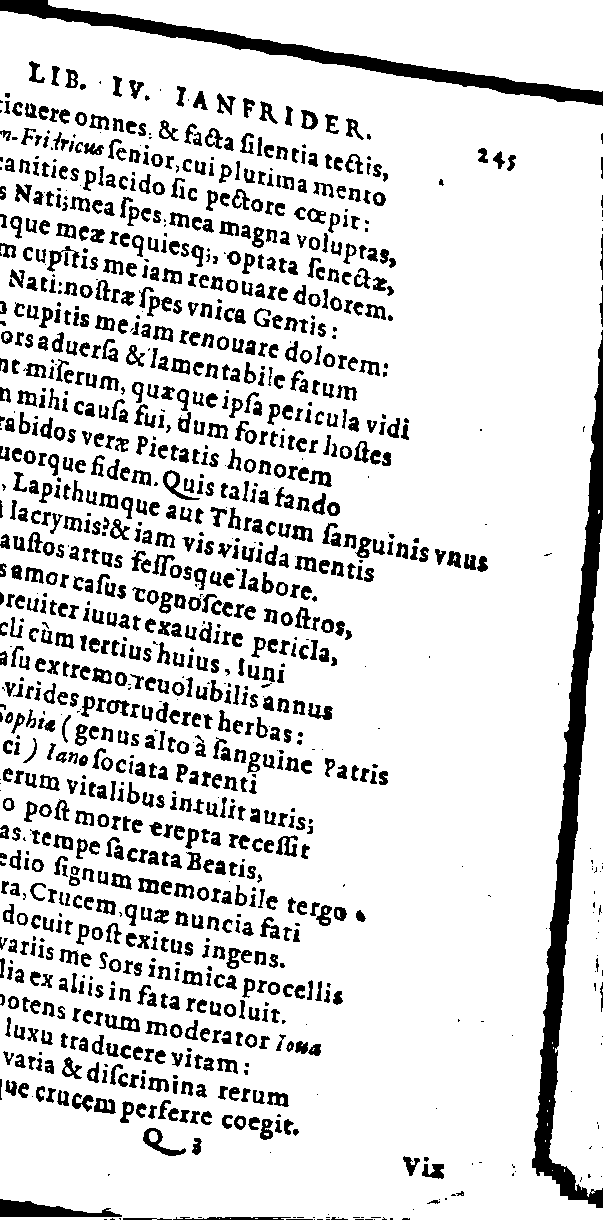 LIB. IV. IANFRIDER. 245
ticuere omnes, & facta ſilentia tectis,
n-Fridricus ſenior, cui plurima mento
canities placido ſic pectore cœpit:
s Nati; mea ſpes, mea magna voluptas,
nque meæ requieſq;, optata ſenectæ,
m cupitis me iam renouare dolorem.
Nati: noſtræ ſpes vnica Gentis:
n cupitis me iam renouare dolorem:
ors aduerſa & lamentabile fatum
nt miſerum, quæque ipſa pericula vidi
n mihi cauſa fui, dum fortiter hoſtes
rabidos veræ Pietatis honorem
ueorque fidem. Quis talia fando
, Lapithumque aut Thracum ſanguinis vnus
lacrymis? & iam vis viuida mentis
auſtos artus feſſosque labore.
s amor caſus cognoſcere noſtros,
breuiter iuuat exaudire pericla,
cli cùm tertius huius, Iuni
aſu extremo, reuolubilis annus
virides protruderet herbas:
Sophia ( genus alto à ſanguine Patris
ci ) Iano ſociata Parenti
erum vitalibus intulit auris;
o poſt morte erepta receſſit
as. tempe ſacrata Beatis,
edio ſignum memorabile tergo
ra, Crucem, quæ nuncia fati
docuit poſt exitus ingens.
variis me Sors inimica procellis
lia ex aliis in fata reuoluit.
potens rerum moderator Ioua
luxu traducere vitam:
varia & diſcrimina rerum
que crucem perferre coegit.
Q 3
Vix